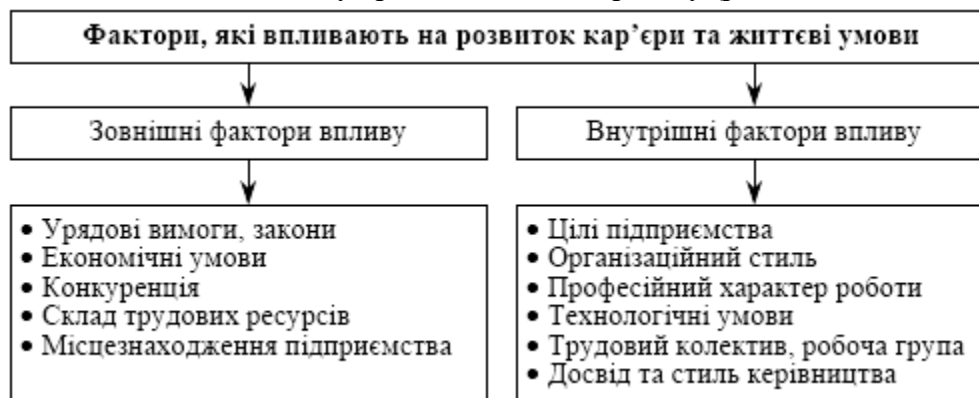 Фактори, які впливають на розвиток кар’єри та життєві умови
Зовнішні фактори впливу
Внутрішні фактори впливу
• Урядові вимоги, закони
• Економічні умови
• Конкуренція
• Склад трудових ресурсів
• Місцезнаходження підприємства
• Цілі підприємства
• Організаційний стиль
• Професійний характер роботи
• Технологічні умови
• Трудовий колектив, робоча група
• Досвід та стиль керівництва